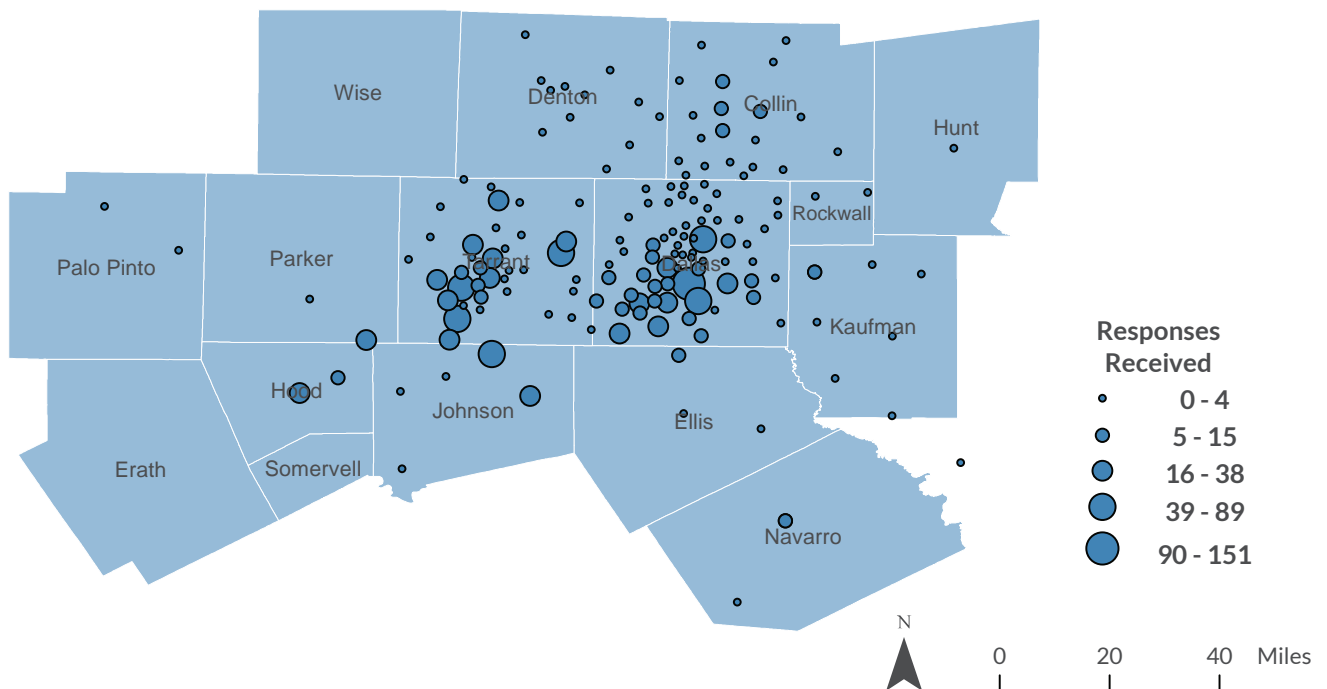 Wise
Denton
Collin
Hunt
Palo Pinto
Parker
Tarrant
Dallas
Rockwall
Kaufman
Hood
Johnson
Ellis
Erath
Somervell
Navarro
Responses
Received
0 - 4
5 - 15
16 - 38
39 - 89
90 - 151
N
0 20 40 Miles